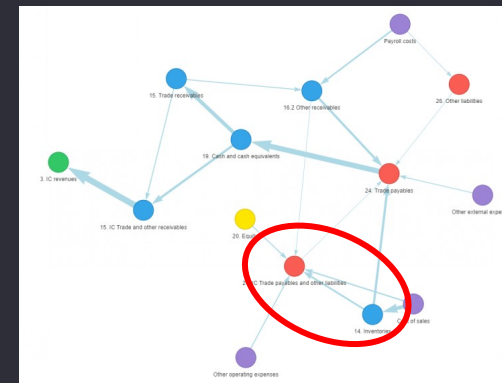 Payroll costs
15. Trade receivables
16.2 Other receivables
26. Other liabilities
19. Cash and cash equivalents
3. IC revenues
24. Trade payables
15. IC Trade and other receivables
Other external expe
20. Equi
IC Trade payables and other liabilities
of sales
14. Inventories
Other operating expenses